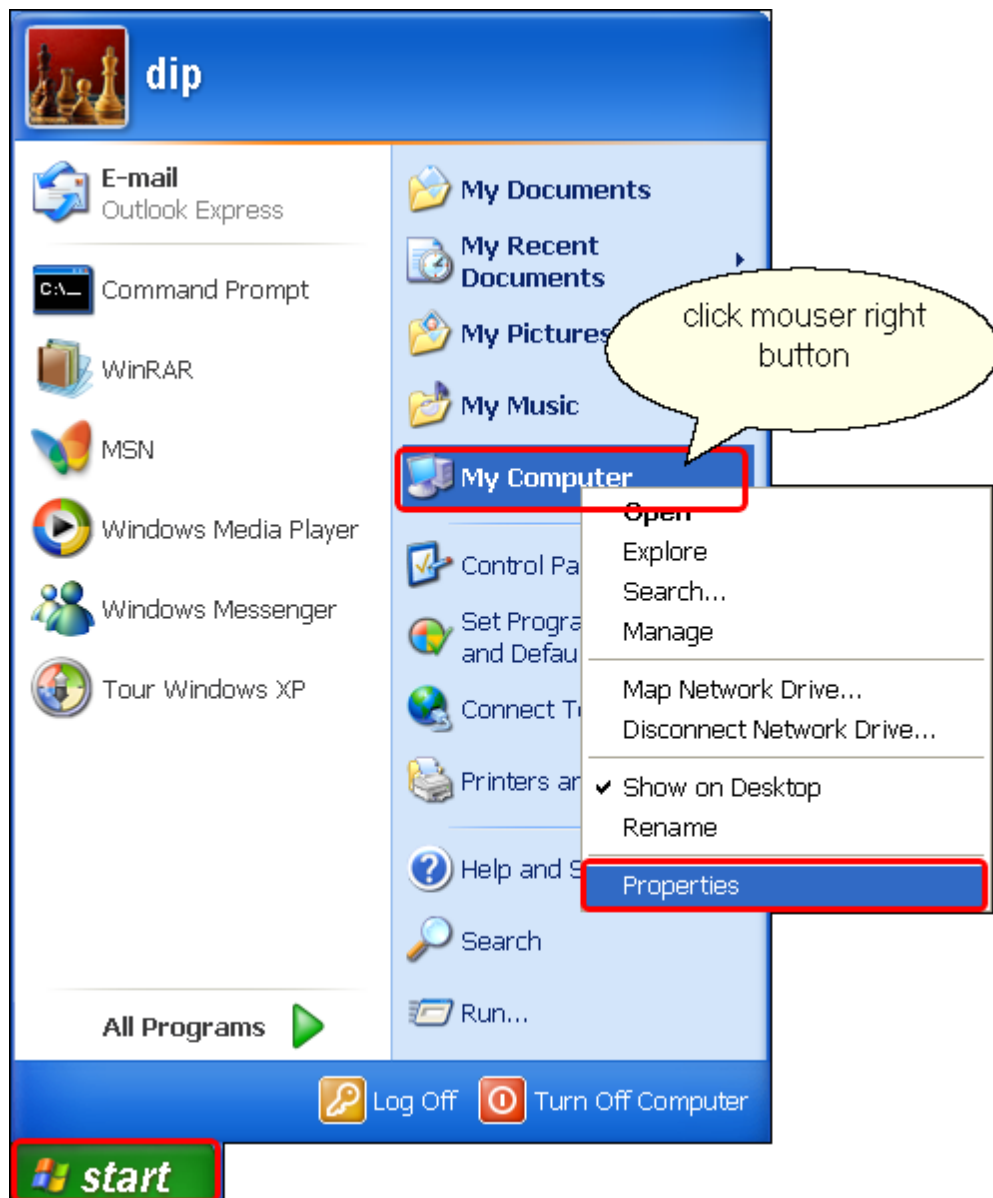 dip
E-mail
Outlook Express
Command Prompt
WinRAR
MSN
Windows Media Player
Windows Messenger
Tour Windows XP
All Programs
My Documents
My Recent
Documents
My Pictures
My Music
My Computer
Control Pa
Set Progra
and Defau
Connect T
Printers ar
Help and S
Search
Run...
click mouser right
button
Open
Explore
Search...
Manage
Map Network Drive...
Disconnect Network Drive...
Show on Desktop
Rename
Properties
Log Off
Turn Off Computer
start
C:\_